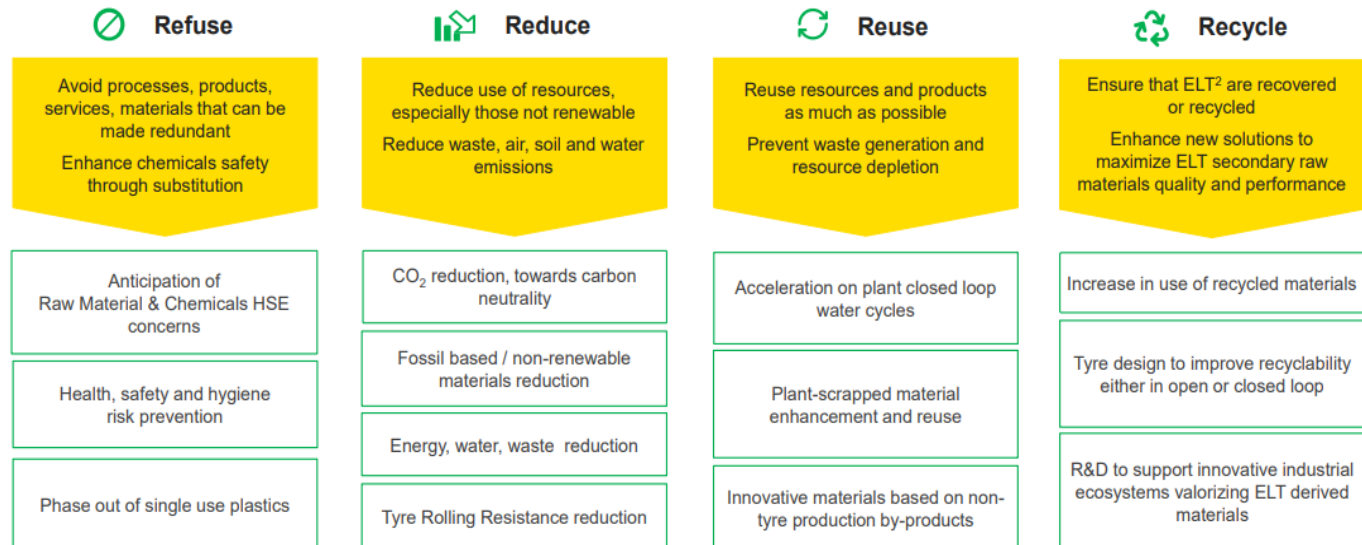 Refuse
Avoid processes, products,
services, materials that can be
made redundant
Enhance chemicals safety
through substitution
Anticipation of
Raw Material & Chemicals HSE
concerns
Health, safety and hygiene
risk prevention
Phase out of single use plastics
Reduce
Reduce use of resources,
especially those not renewable
Reduce waste, air, soil and water
emissions
CO₂ reduction, towards carbon
neutrality
Fossil based / non-renewable
materials reduction
Energy, water, waste reduction
Tyre Rolling Resistance reduction
Reuse
Reuse resources and products
as much as possible
Prevent waste generation and
resource depletion
Acceleration on plant closed loop
water cycles
Plant-scrapped material
enhancement and reuse
Innovative materials based on non-
tyre production by-products
Recycle
Ensure that ELT² are recovered
or recycled
Enhance new solutions to
maximize ELT secondary raw
materials quality and performance
Increase in use of recycled materials
Tyre design to improve recyclability
either in open or closed loop
R&D to support innovative industrial
ecosystems valorizing ELT derived
materials